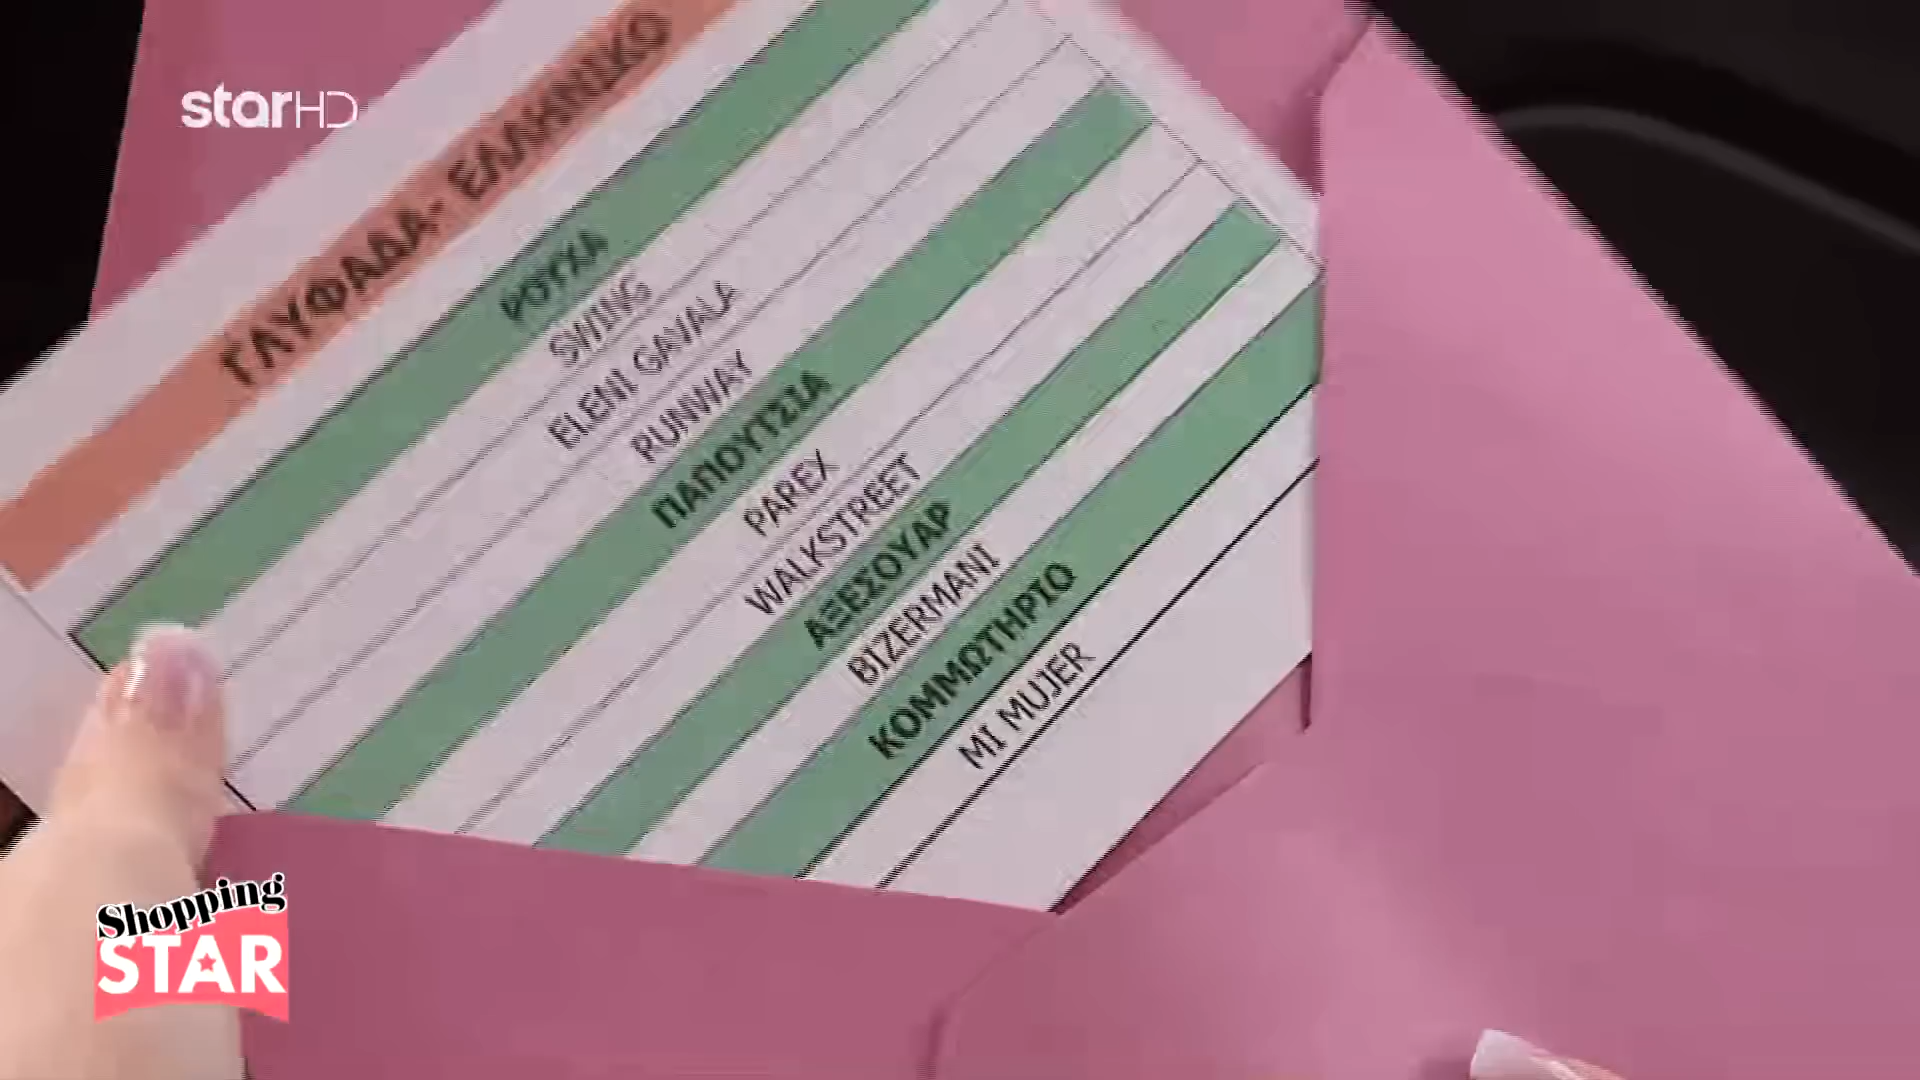 starHD
ΓΛΥΦΑΔΑ- ΕΛΛΗΝΙΚΟ
ΡΟΥΧΑ
SWING
ELENI GAVALA
RUNWAY
ΠΑΠΟΥΤΣΙΑ
PAREX
WALKSTREET
ΑΞΕΣΟΥΑΡ
BIZERMANI
ΚΟΜΜΩΤΗΡΙΟ
MI MUJER
Shopping
STAR